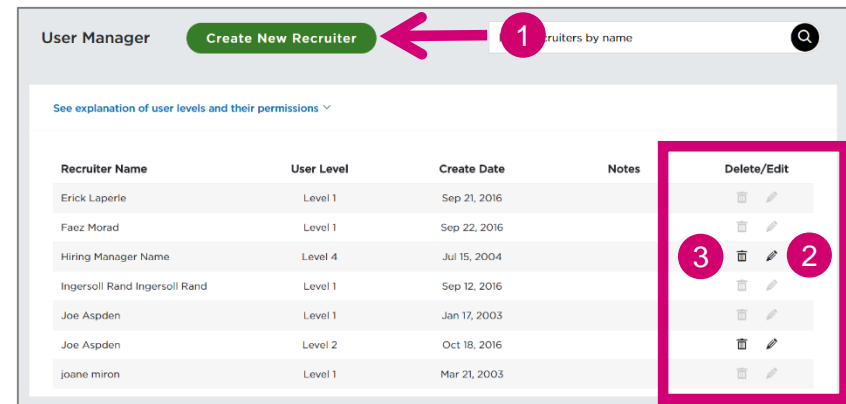 User Manager
Create New Recruiter
1
ruiters by name
See explanation of user levels and their permissions
Recruiter Name User Level Create Date Notes Delete/Edit
Erick Laperle Level 1 Sep 21, 2016
Faez Morad Level 1 Sep 22, 2016
Hiring Manager Name Level 4 Jul 15, 2004 3 2
Ingersoll Rand Ingersoll Rand Level 1 Sep 12, 2016
Joe Aspden Level 1 Jan 17, 2003
Joe Aspden Level 2 Oct 18, 2016
joane miron Level 1 Mar 21, 2003